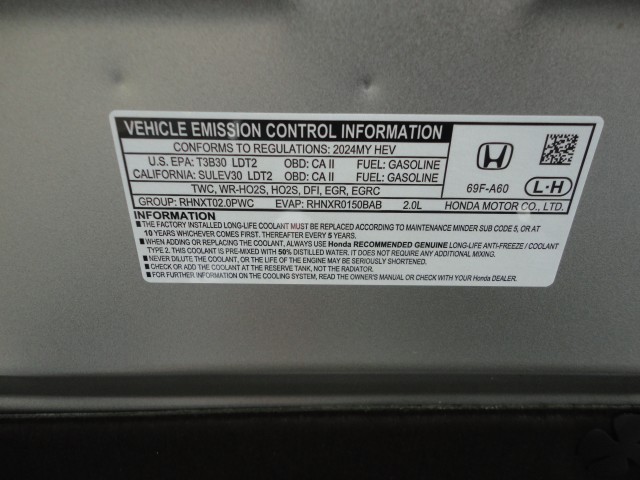 VEHICLE EMISSION CONTROL INFORMATION
CONFORMS TO REGULATIONS: 2024MY HEV
U.S. EPA: T3B30 LDT2 OBD: CA II FUEL: GASOLINE
CALIFORNIA: SULEV30 LDT2 OBD: CA II FUEL: GASOLINE
TWC, WR-HO2S, HO2S, DFI, EGR, EGRC
GROUP: RHNXT02.0PWC EVAP: RHNXR0150BAB 2.0L
69F-A60 L-H
HONDA MOTOR CO., LTD.
INFORMATION
■ THE FACTORY INSTALLED LONG-LIFE COOLANT MUST BE REPLACED ACCORDING TO MAINTENANCE MINDER SUB CODE 5, OR AT
10 YEARS WHICHEVER COMES FIRST. THEREAFTER EVERY 5 YEARS.
■ WHEN ADDING OR REPLACING THE COOLANT, ALWAYS USE Honda RECOMMENDED GENUINE LONG-LIFE ANTI-FREEZE / COOLANT
TYPE 2. THIS COOLANT IS PRE-MIXED WITH 50% DISTILLED WATER. IT DOES NOT REQUIRE ANY ADDITIONAL MIXING.
■ NEVER DILUTE THE COOLANT, OR THE LIFE OF THE ENGINE MAY BE SERIOUSLY SHORTENED.
■ CHECK OR ADD THE COOLANT AT THE RESERVE TANK, NOT THE RADIATOR.
■ FOR FURTHER INFORMATION ON THE COOLING SYSTEM, READ THE OWNER'S MANUAL OR CHECK WITH YOUR Honda DEALER.